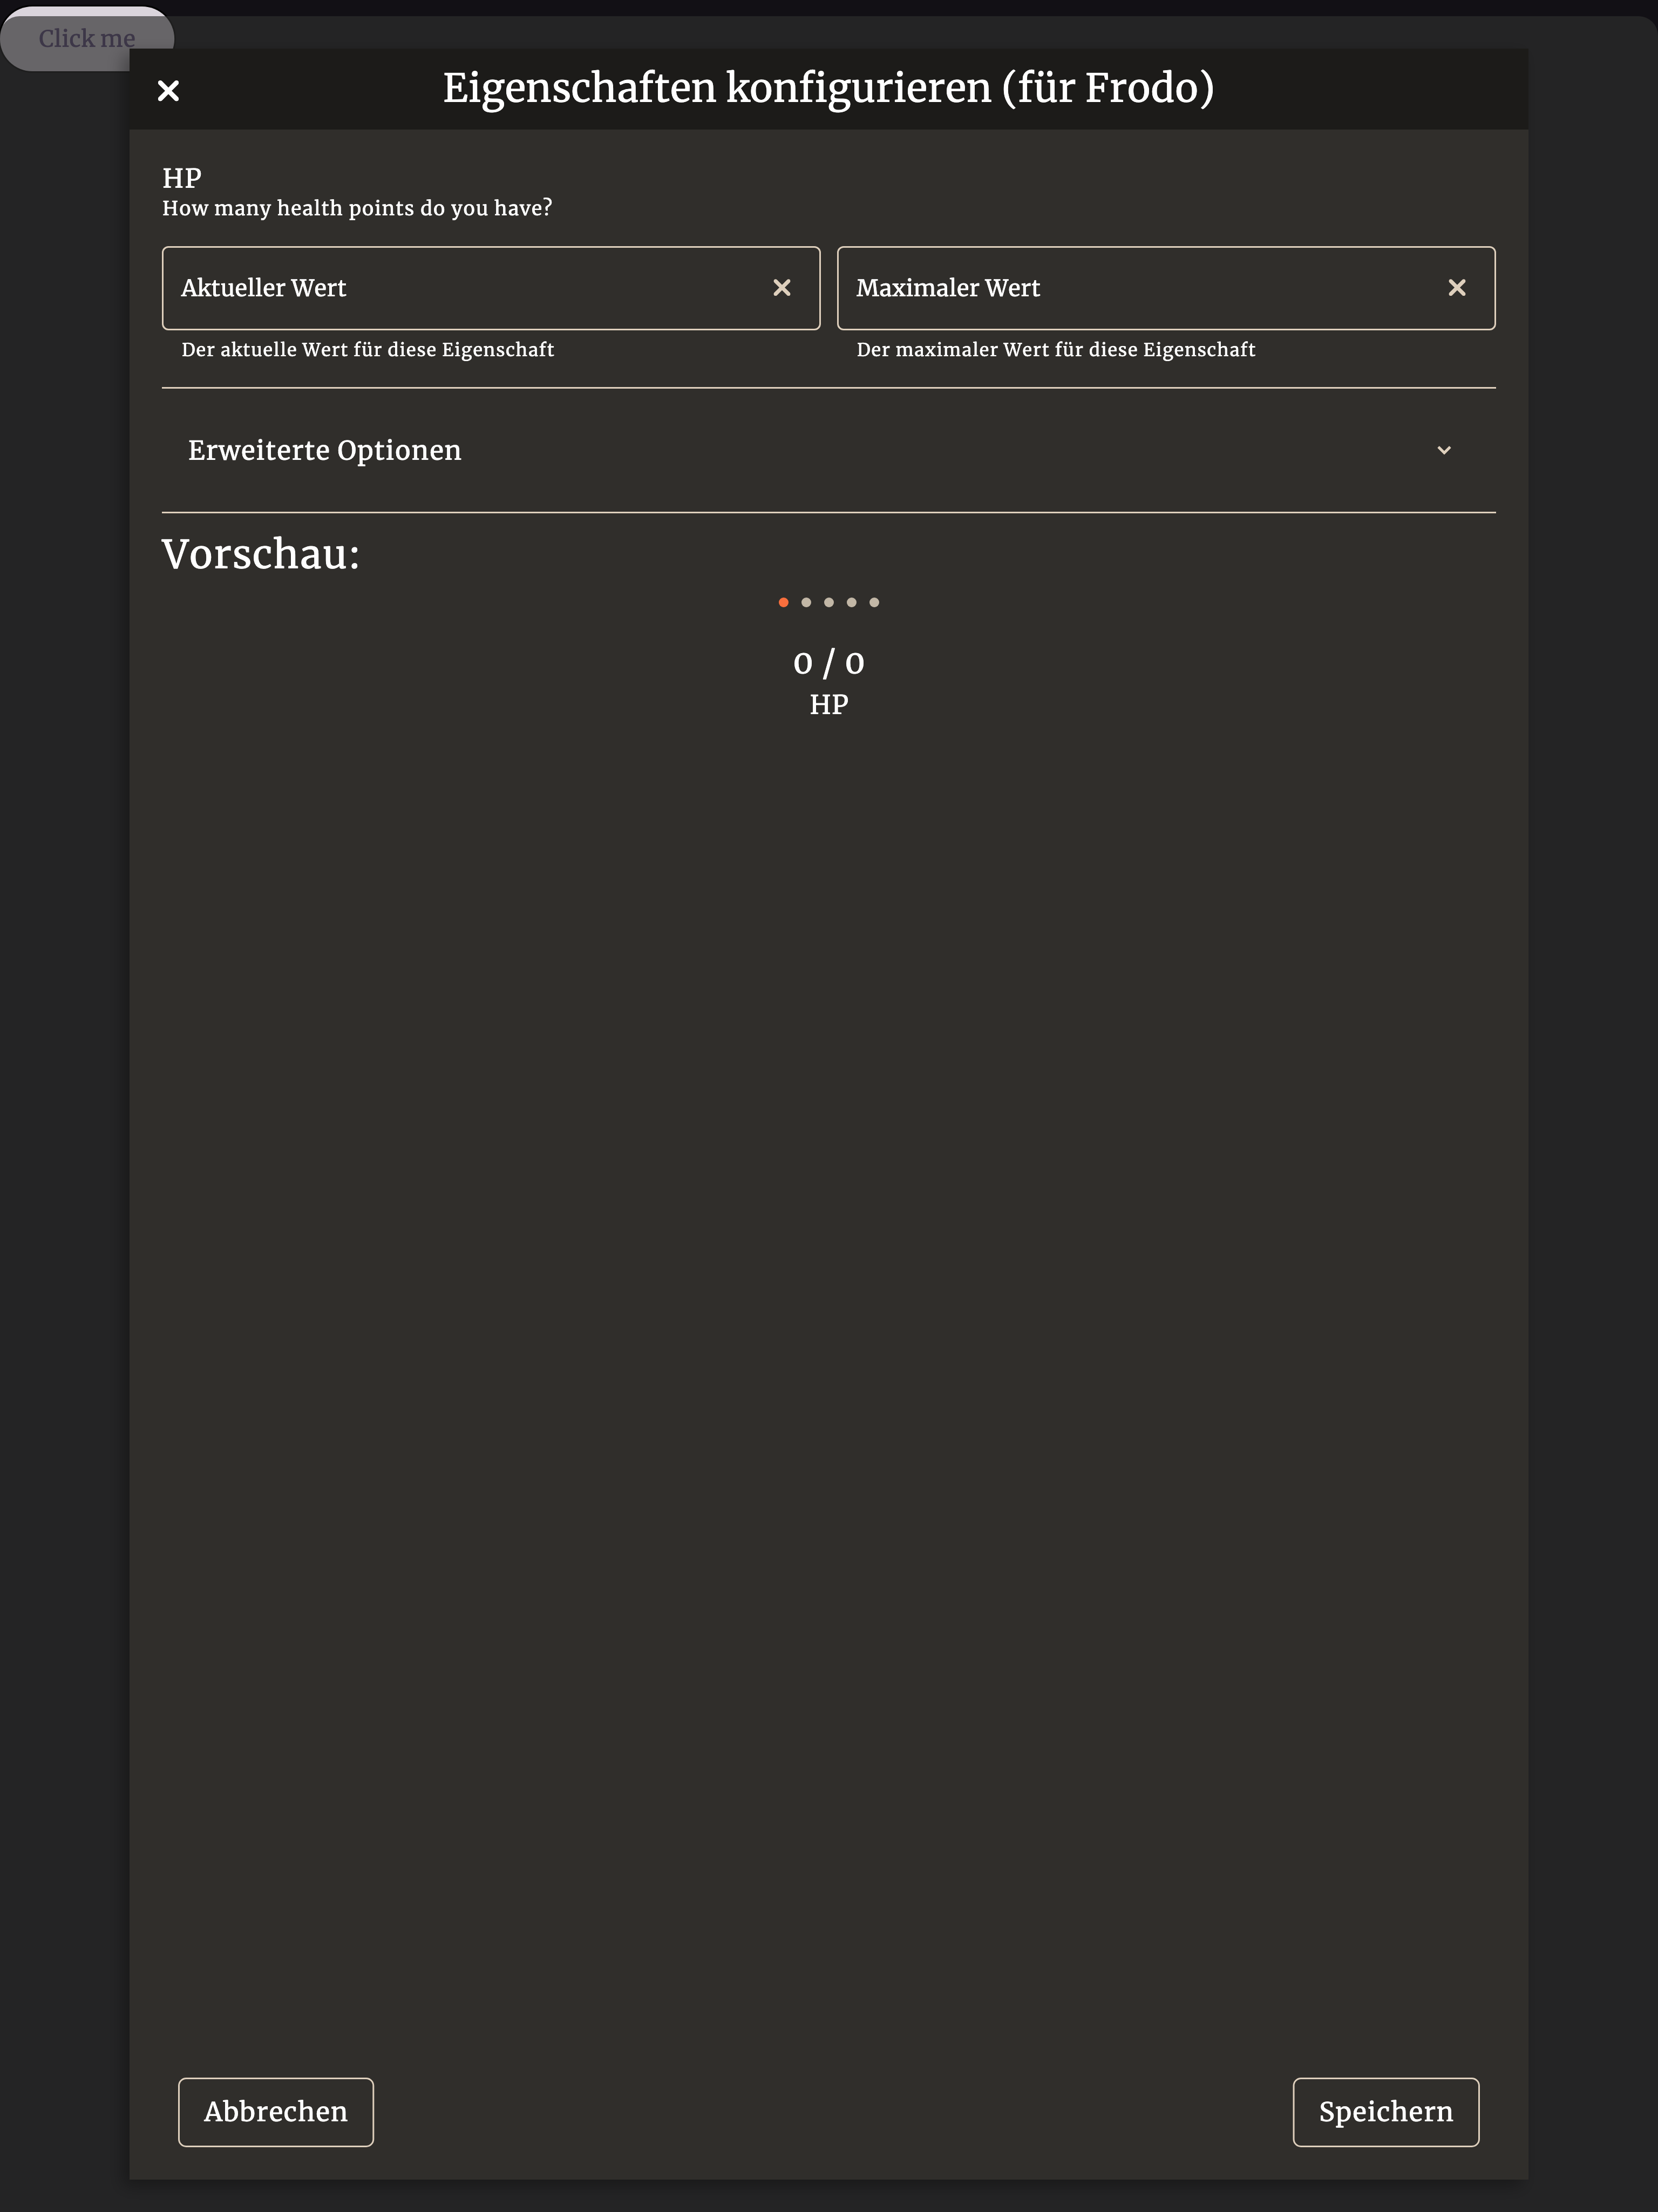 Click me
Eigenschaften konfigurieren (für Frodo)
HP
How many health points do you have?
Aktueller Wert
Maximaler Wert
Der aktuelle Wert für diese Eigenschaft
Der maximaler Wert für diese Eigenschaft
Erweiterte Optionen
Vorschau:
0 / 0
HP
Abbrechen
Speichern